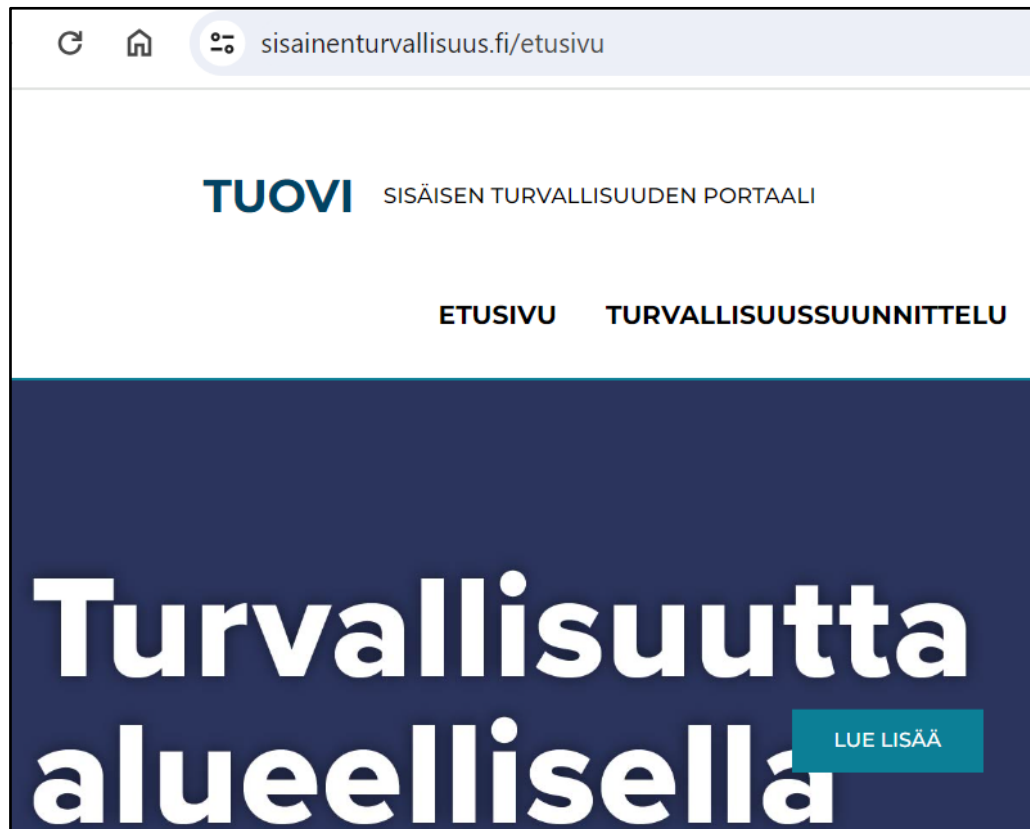 sisainenturvallisuus.fi/etusivu
TUOVI SISÄISEN TURVALLISUUDEN PORTAALI
ETUSIVU TURVALLISUUSSUUNNITTELU
Turvallisuutta
alueellisella
LUE LISÄÄ